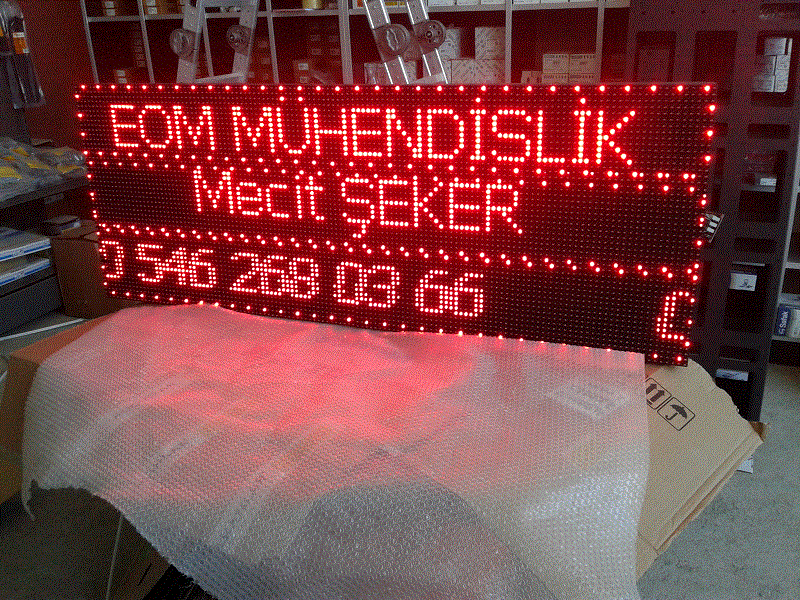 EOM MÜHENDİSLİK
Mecit ŞEKER
0 546 268 03 66